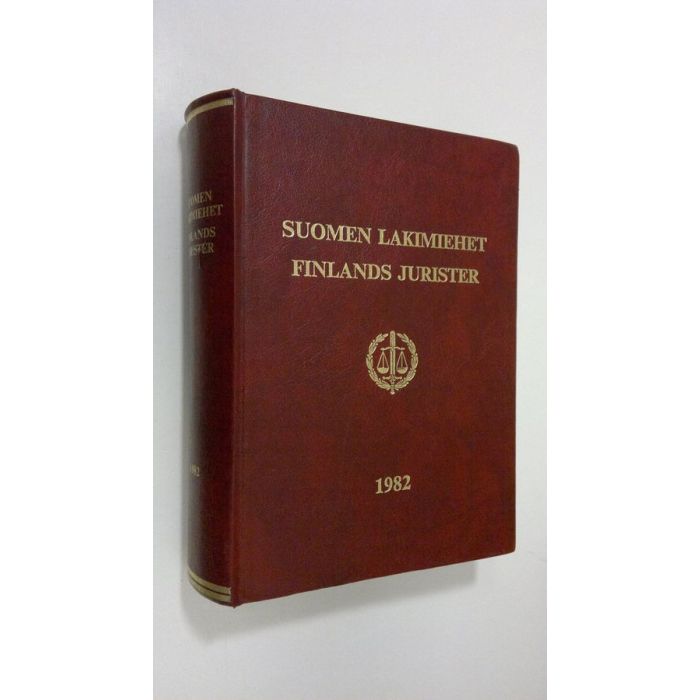 SUOMEN LAKIMIEHET
FINLANDS JURISTER
1982